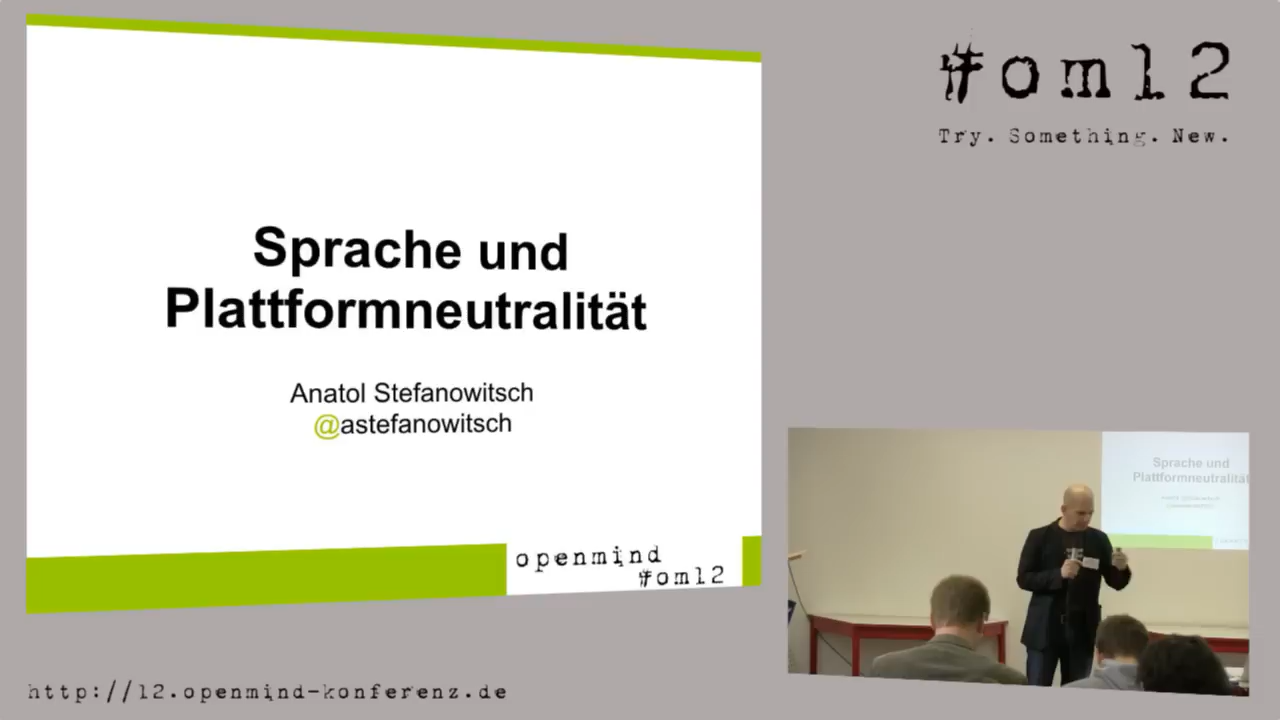 Sprache und
Plattformneutralität
Anatol Stefanowitsch
@astefanowitsch
openmind
#om12
#om12
Try. Something. New.
Sprache und
Plattformneutralität
http://12.openmind-konferenz.de